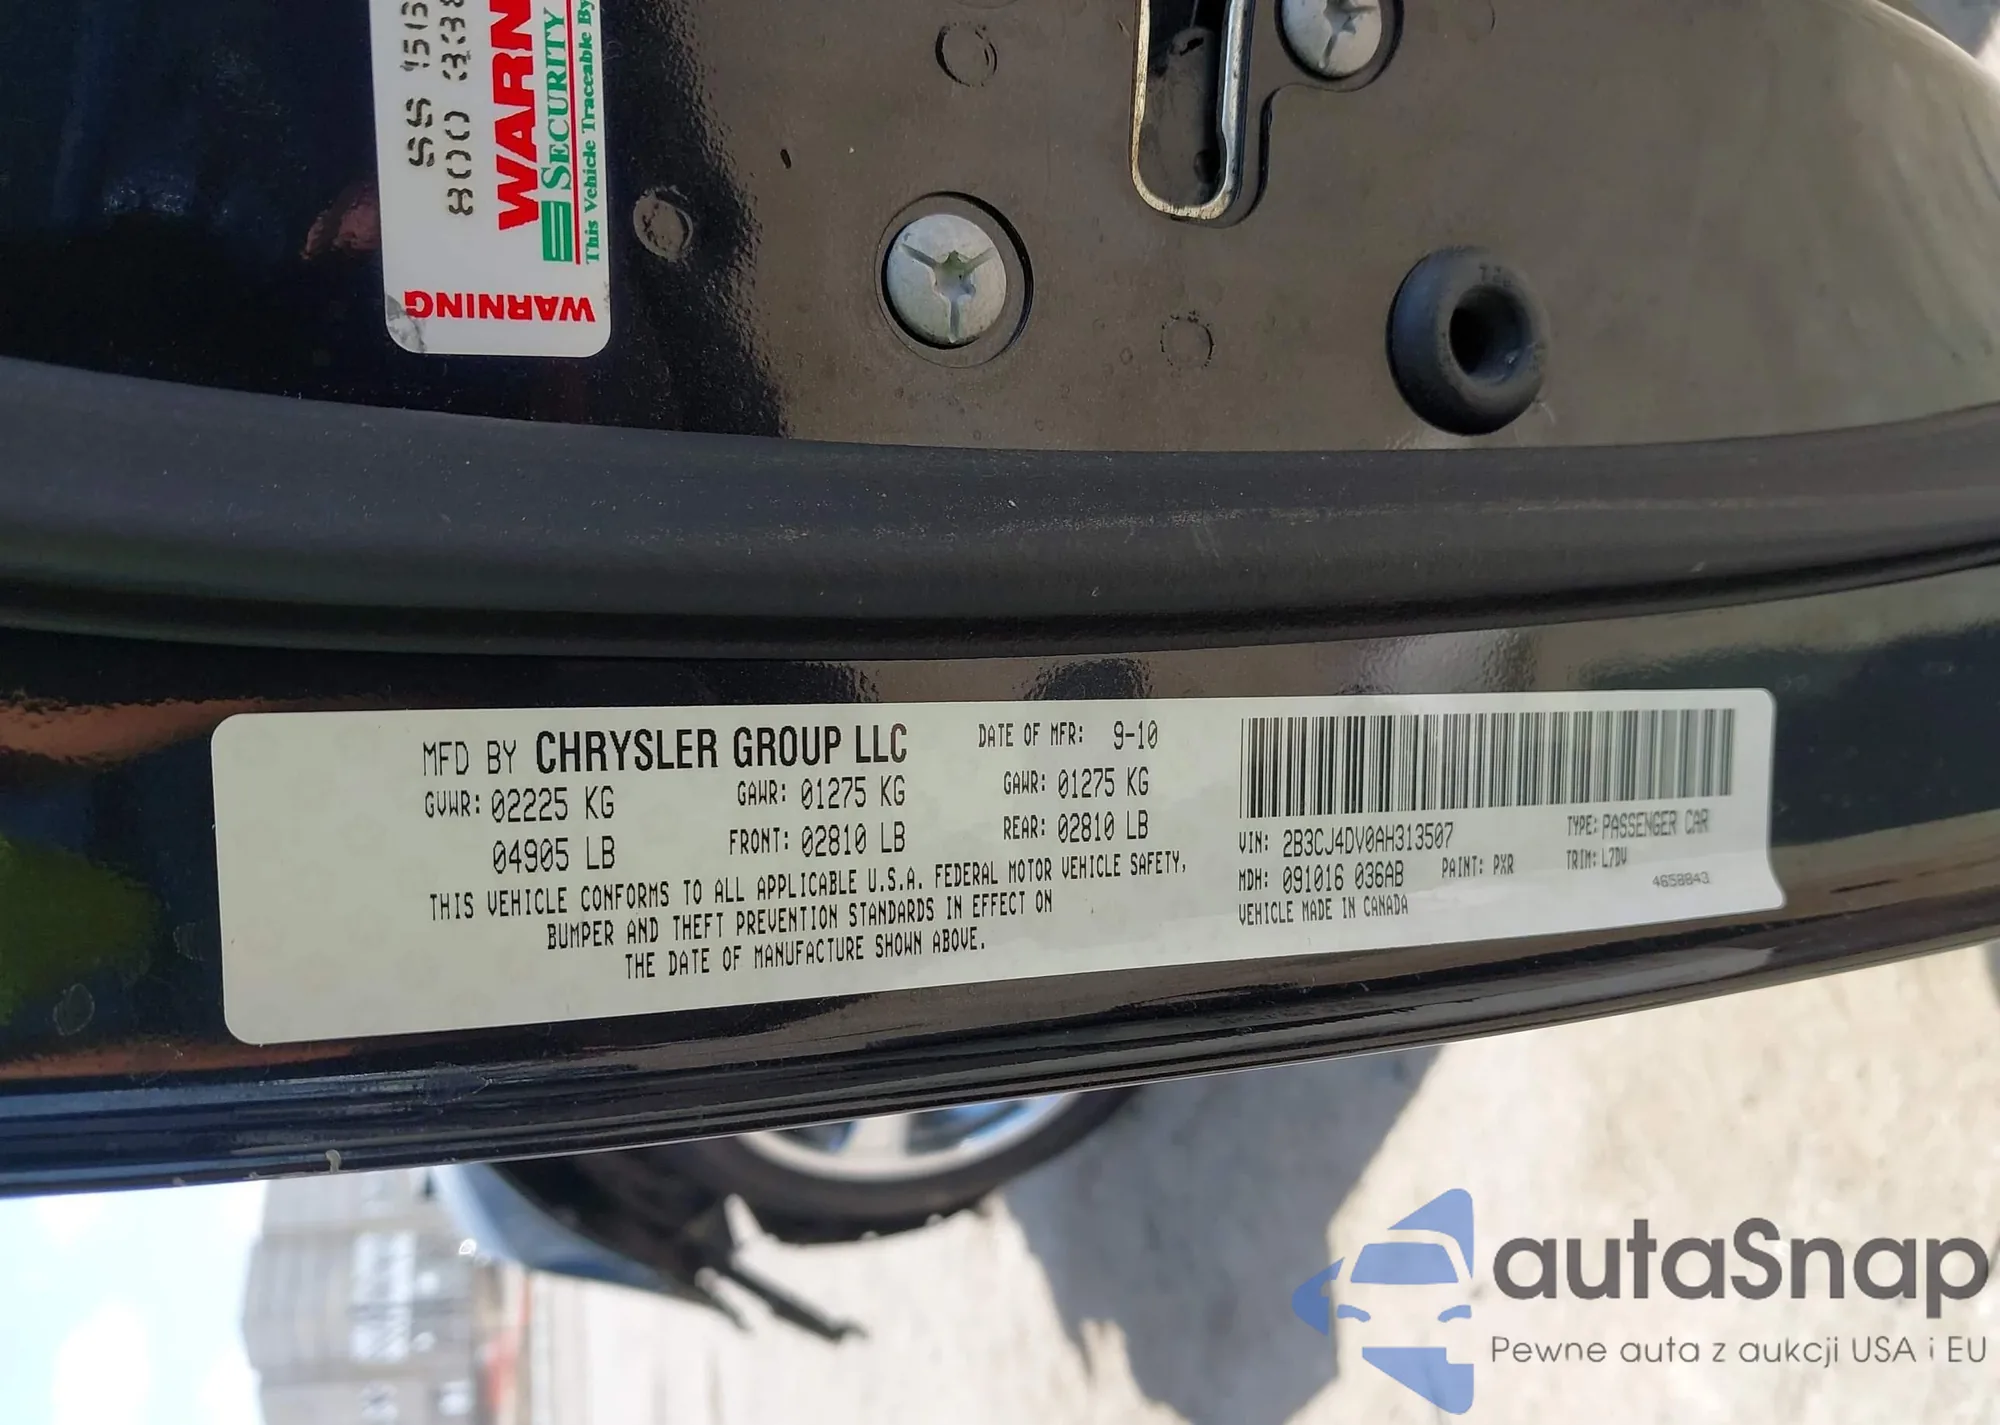 SS
800
WARN
SECURITY
This Vehicle Traceable By
WARNING
MFD BY CHRYSLER GROUP LLC DATE OF MFR: 9-10
GVWR: 02225 KG GAWR: 01275 KG GAWR: 01275 KG
04905 LB FRONT: 02810 LB REAR: 02810 LB
THIS VEHICLE CONFORMS TO ALL APPLICABLE U.S.A. FEDERAL MOTOR VEHICLE SAFETY,
BUMPER AND THEFT PREVENTION STANDARDS IN EFFECT ON
THE DATE OF MANUFACTURE SHOWN ABOVE.
VIN: 2B3CJ4DV0AH313507 TYPE: PASSENGER CAR
MDH: 091016 036AB PAINT: PXR TRIM: L7DV
VEHICLE MADE IN CANADA 4658843
autaSnap
Pewne auta z aukcji USA i EU